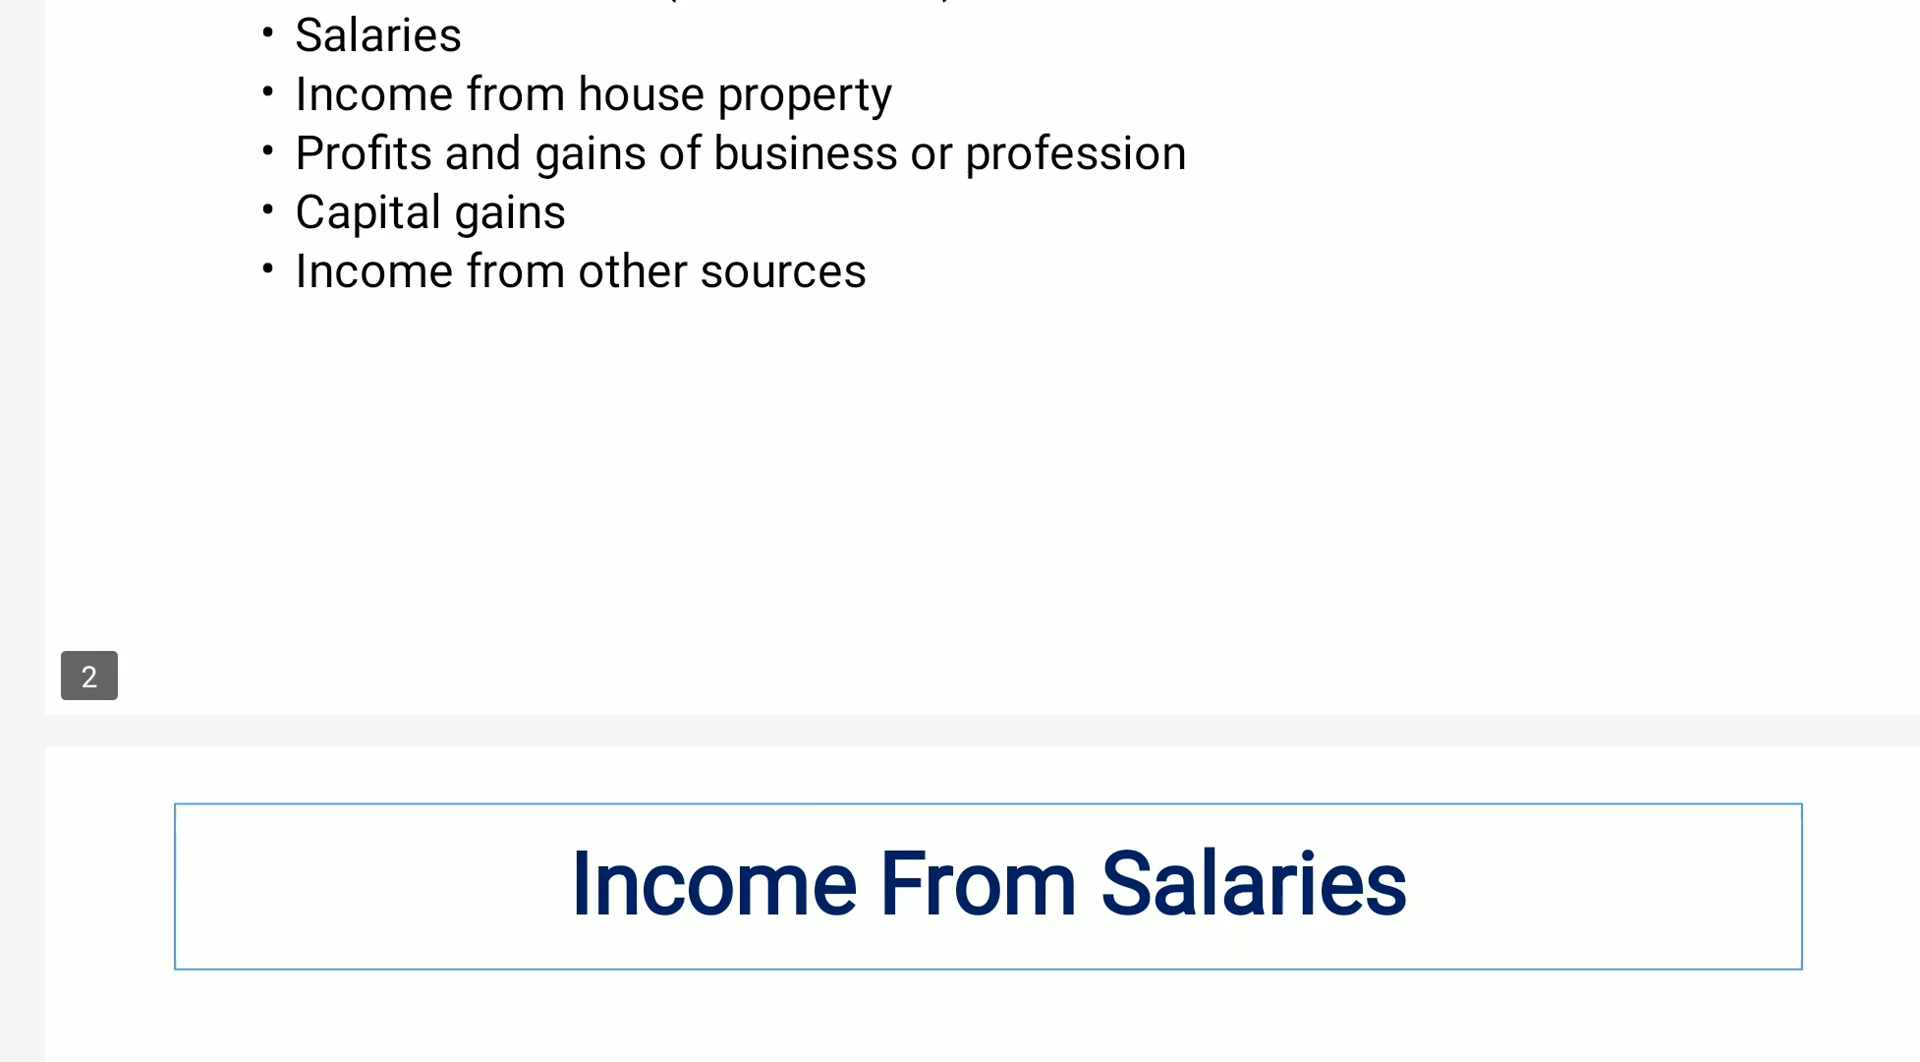 • Salaries
• Income from house property
• Profits and gains of business or profession
• Capital gains
• Income from other sources
2
Income From Salaries